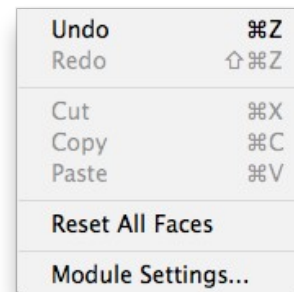 Undo ⌘Z
Redo ⇧⌘Z
Cut ⌘X
Copy ⌘C
Paste ⌘V
Reset All Faces
Module Settings...